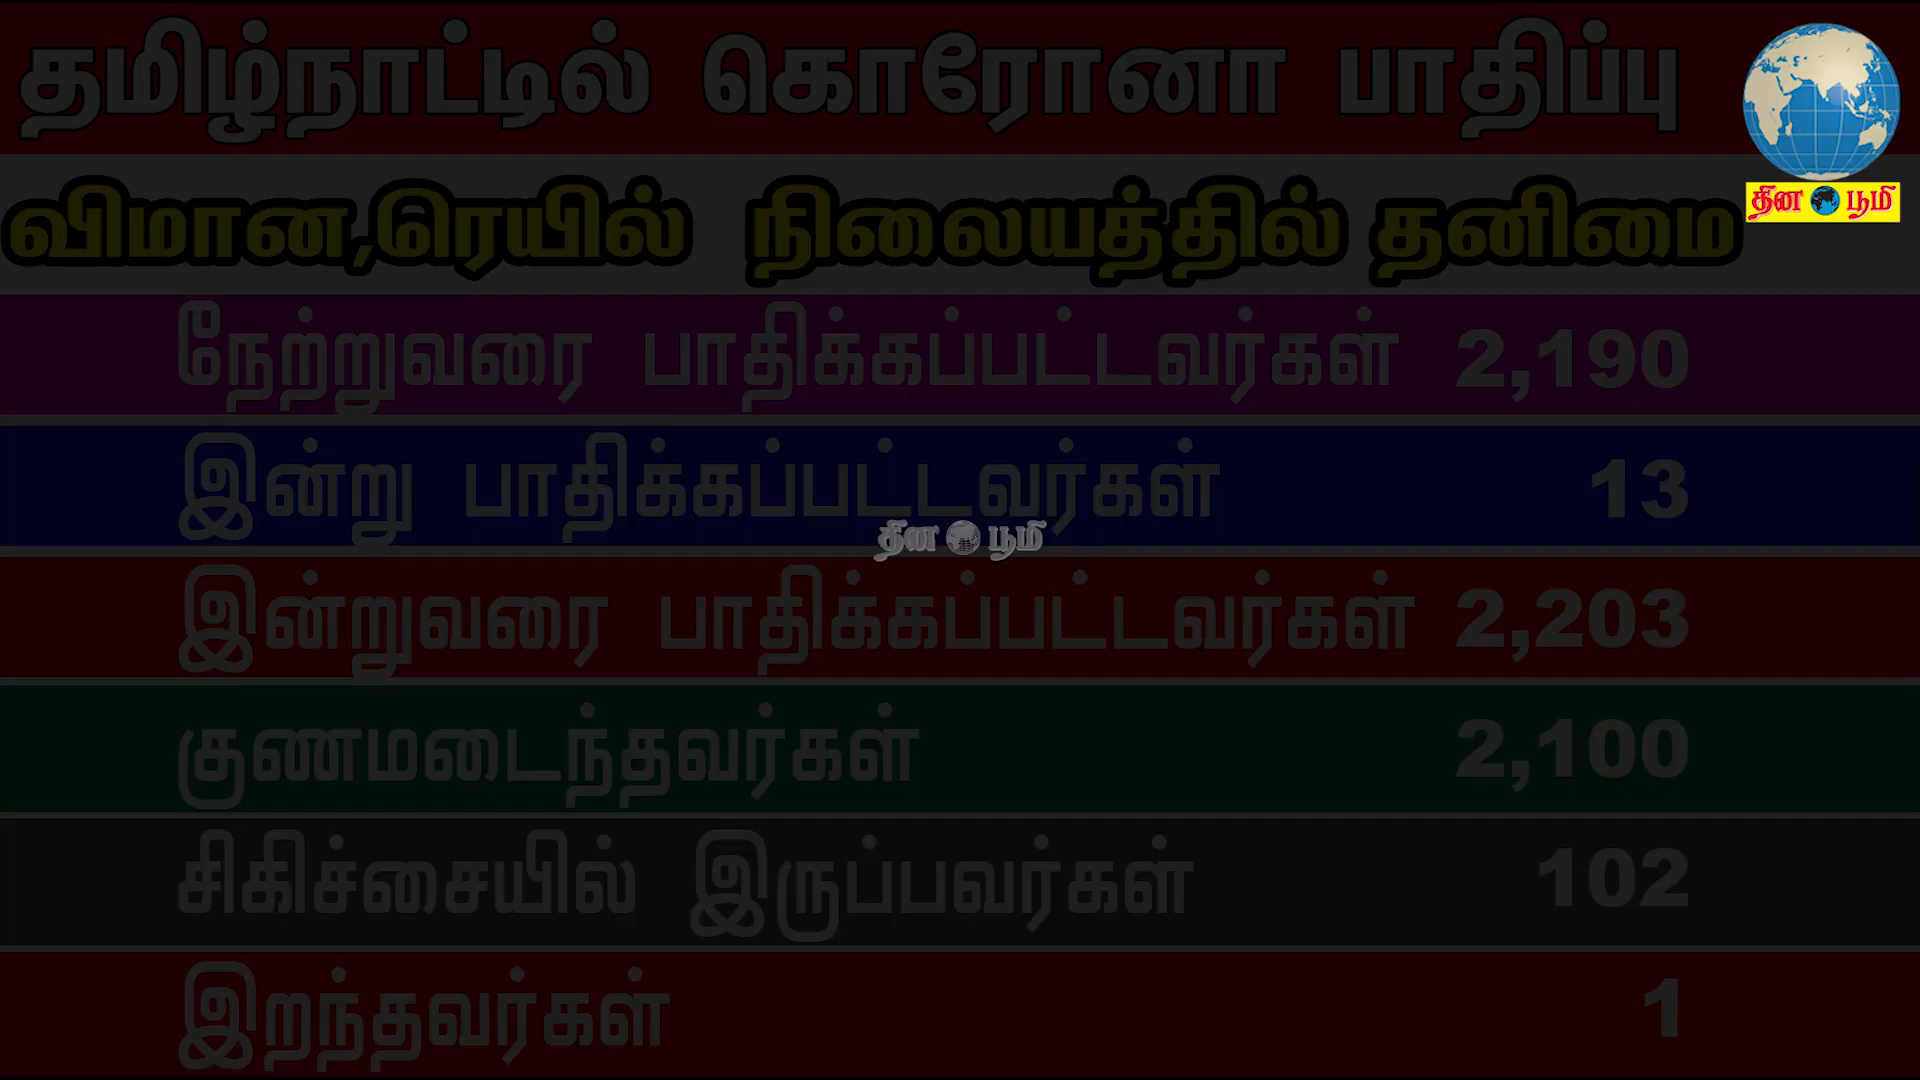 தமிழ்நாட்டில் கொரோனா பாதிப்பு
விமான,ரெயில் நிலையத்தில் தனிமை
தின பூமி
நேற்றுவரை பாதிக்கப்பட்டவர்கள் 2,190
இன்று பாதிக்கப்பட்டவர்கள் 13
தின பூமி
இன்றுவரை பாதிக்கப்பட்டவர்கள் 2,203
குணமடைந்தவர்கள் 2,100
சிகிச்சையில் இருப்பவர்கள் 102
இறந்தவர்கள் 1